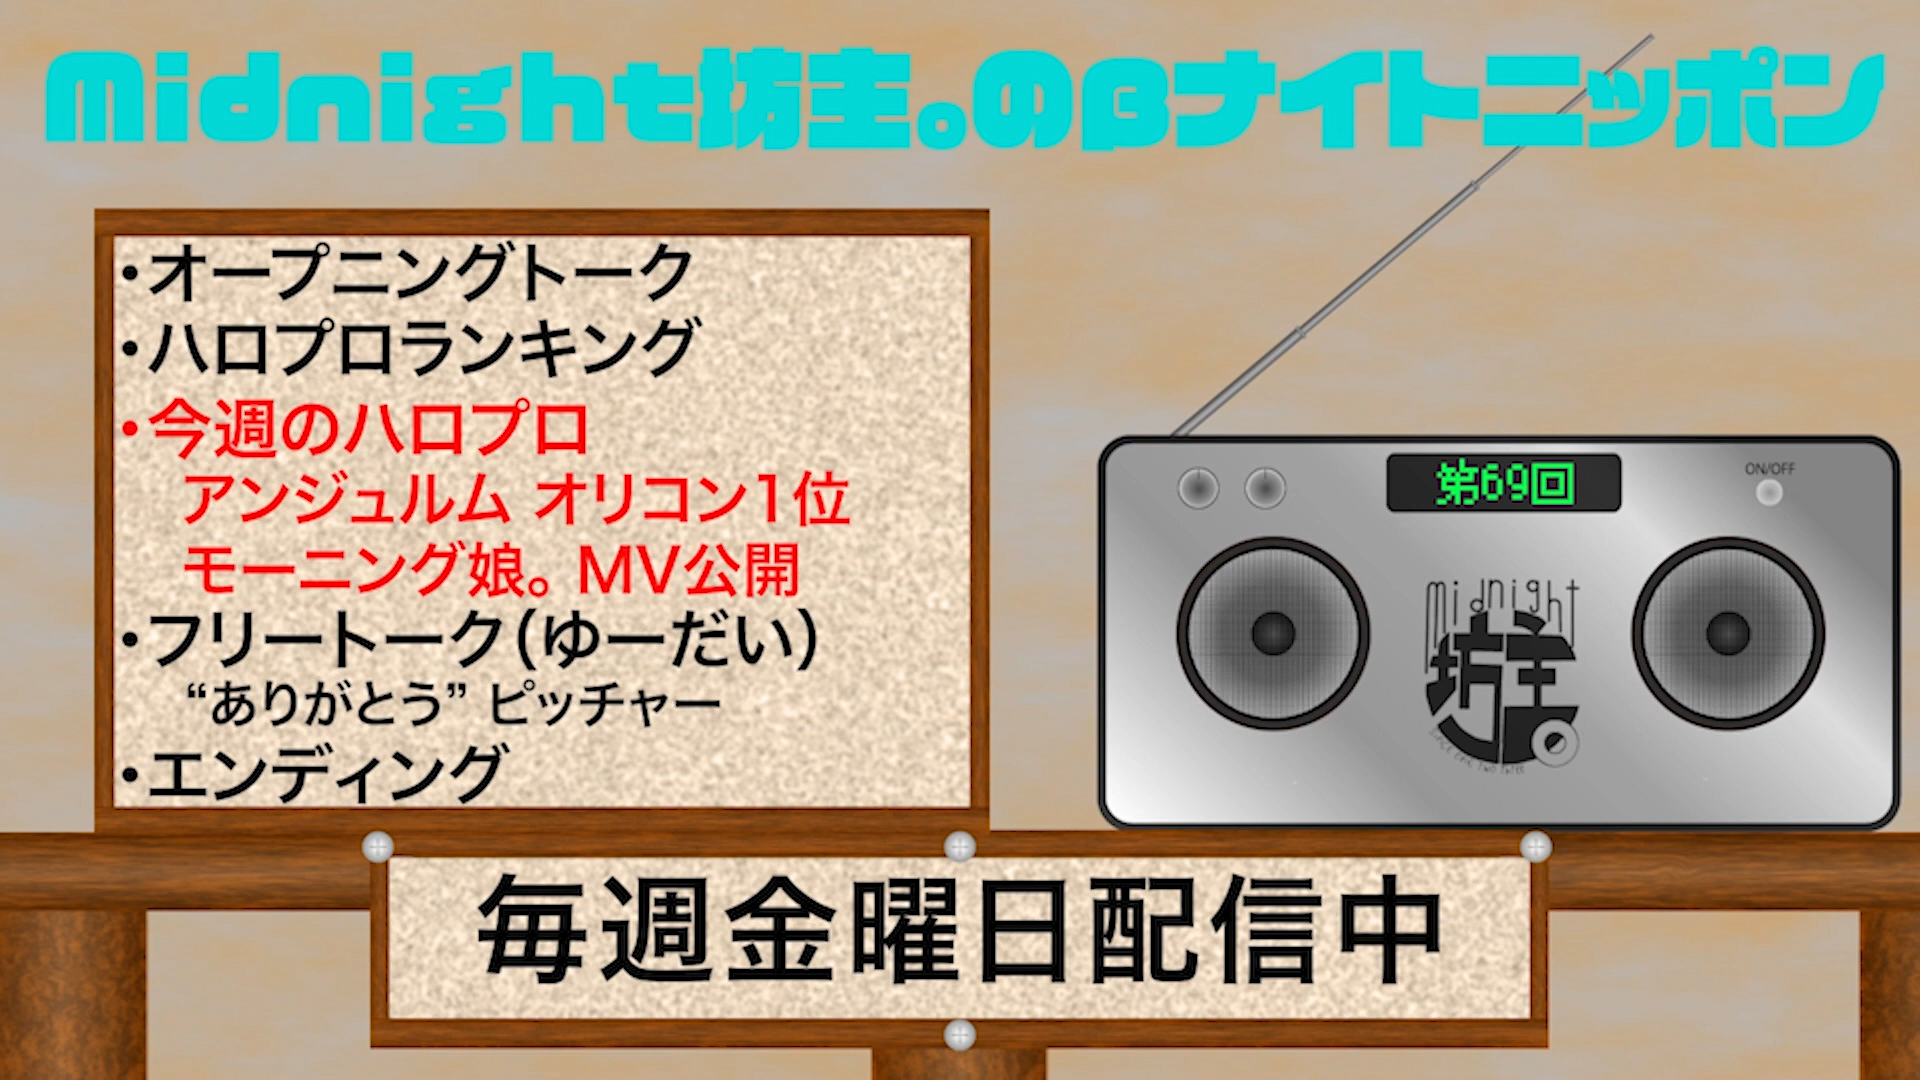 Midnight坊主。のβナイトニッポン
・オープニングトーク
・ハロプロランキング
・今週のハロプロ
アンジュルム オリコン1位
モーニング娘。MV公開
・フリートーク(ゆーだい)
“ありがとう” ピッチャー
・エンディング
第69回
ON/OFF
midnight
坊主。
SINCE ONE TWO THREE
毎週金曜日配信中